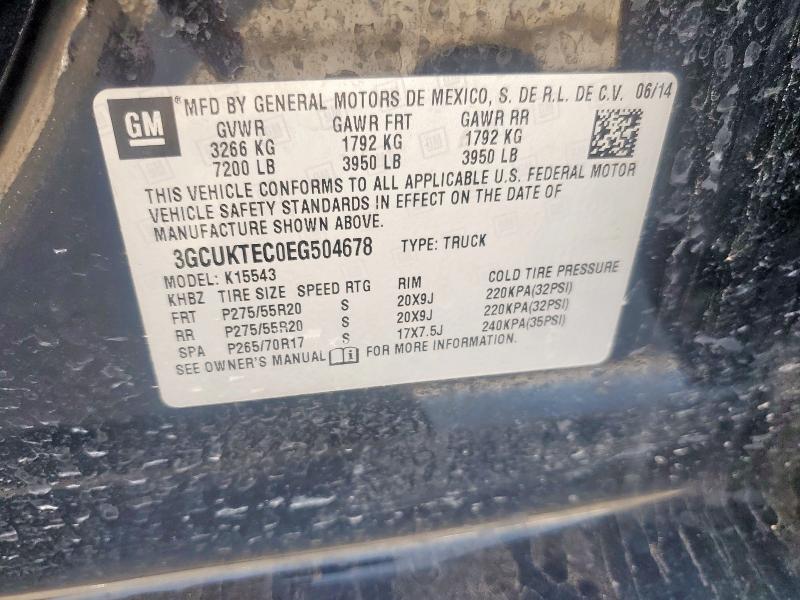 GM ® MFD BY GENERAL MOTORS DE MEXICO, S. DE R.L. DE C.V. 06/14
GVWR GAWR FRT GAWR RR
3266 KG 1792 KG 1792 KG
7200 LB 3950 LB 3950 LB
THIS VEHICLE CONFORMS TO ALL APPLICABLE U.S. FEDERAL MOTOR
VEHICLE SAFETY STANDARDS IN EFFECT ON THE DATE OF
MANUFACTURE SHOWN ABOVE.
3GCUKTEC0EG504678 TYPE: TRUCK
MODEL: K15543
KHBZ TIRE SIZE SPEED RTG RIM COLD TIRE PRESSURE
FRT P275/55R20 S 20X9J 220KPA(32PSI)
RR P275/55R20 S 20X9J 220KPA(32PSI)
SPA P265/70R17 S 17X7.5J 240KPA(35PSI)
SEE OWNER'S MANUAL FOR MORE INFORMATION.